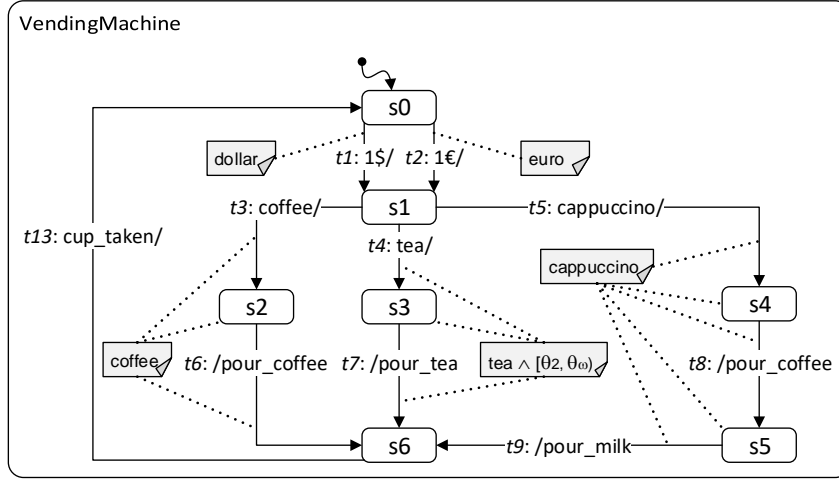 VendingMachine
s0
dollar
t1: 1$/
t2: 1€/
euro
t3: coffee/
s1
t5: cappuccino/
t13: cup_taken/
t4: tea/
cappuccino
s2
s3
s4
coffee
t6: /pour_coffee
t7: /pour_tea
tea ∧ [θ2, θω)
t8: /pour_coffee
s6
t9: /pour_milk
s5